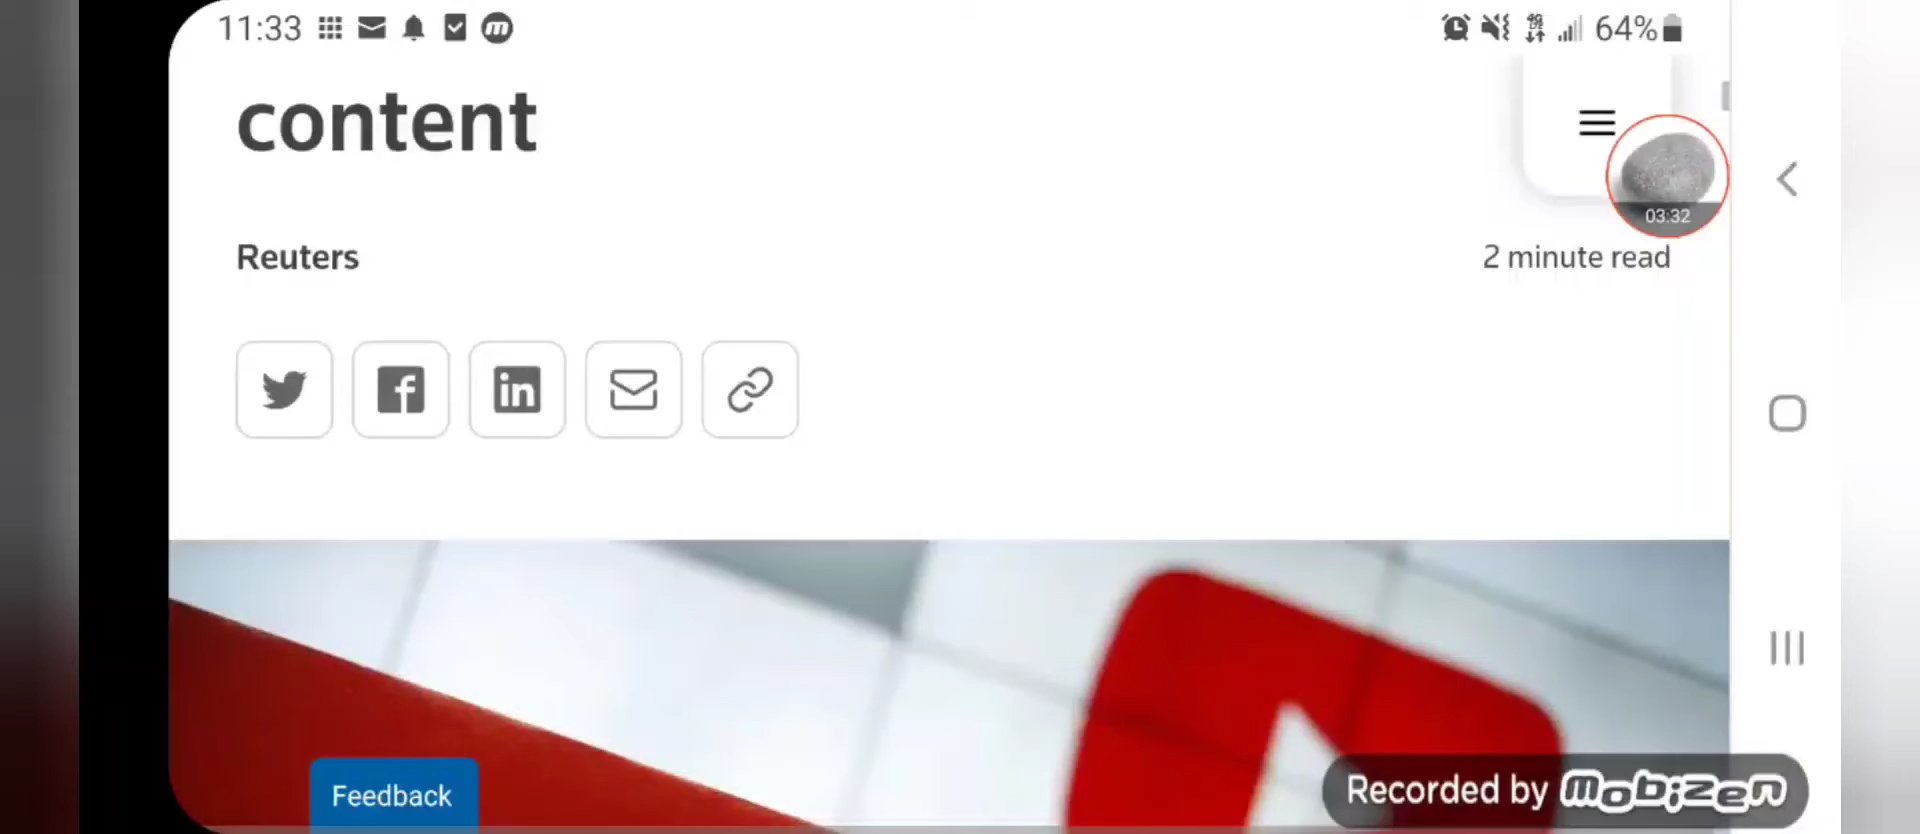 11:33
64%
content
03:32
Reuters
2 minute read
Feedback
Recorded by mobizen